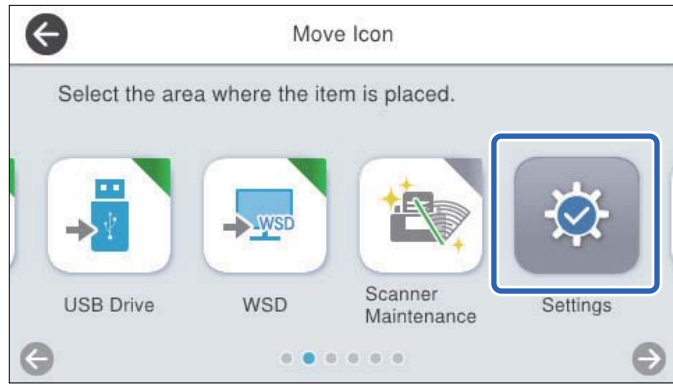 Move Icon
Select the area where the item is placed.
WSD
USB Drive
WSD
Scanner
Maintenance
Settings